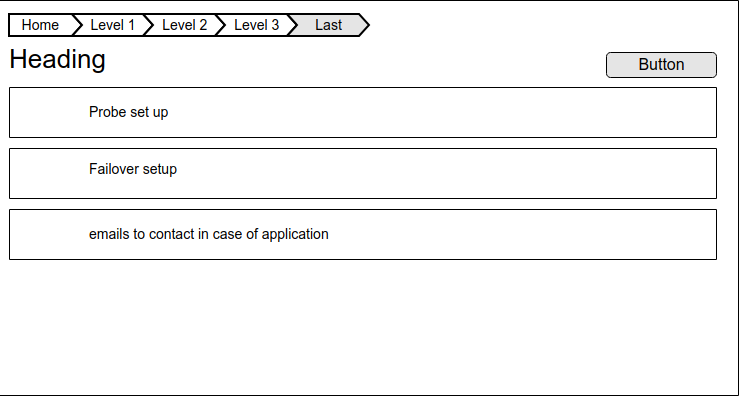 Home Level 1 Level 2 Level 3 Last
Heading
Button
Probe set up
Failover setup
emails to contact in case of application